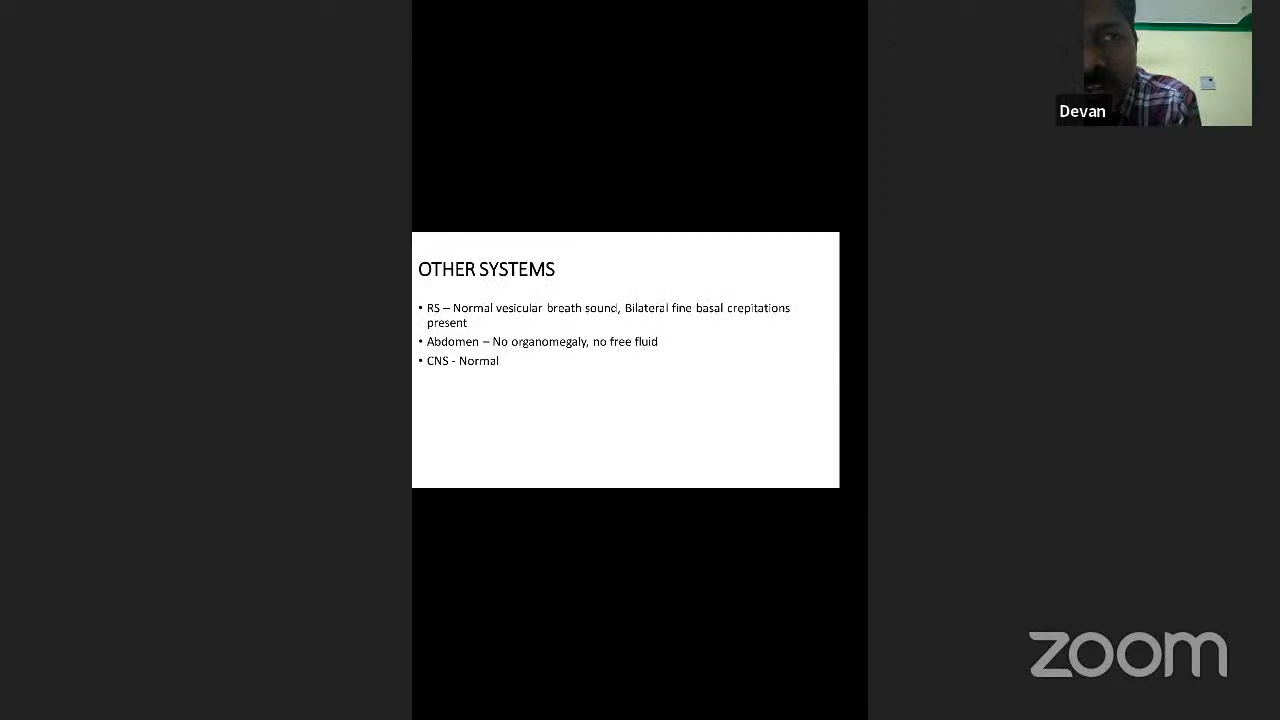 Devan
OTHER SYSTEMS
• RS – Normal vesicular breath sound, Bilateral fine basal crepitations
present
• Abdomen – No organomegaly, no free fluid
• CNS - Normal
zoom